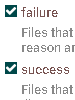 failure
Files that
reason ar
success
Files that